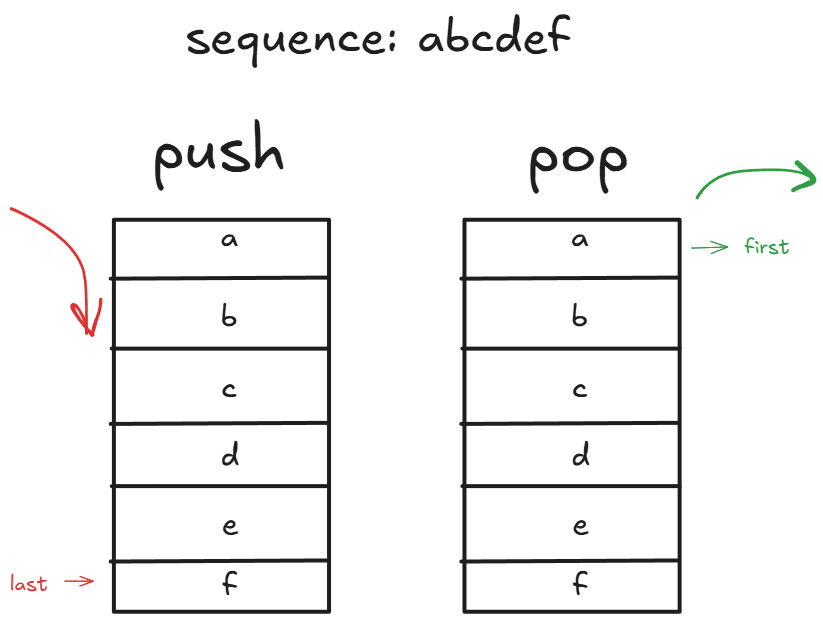 sequence: abcdef
push
a
b
c
d
e
last → f
pop
a → first
b
c
d
e
f